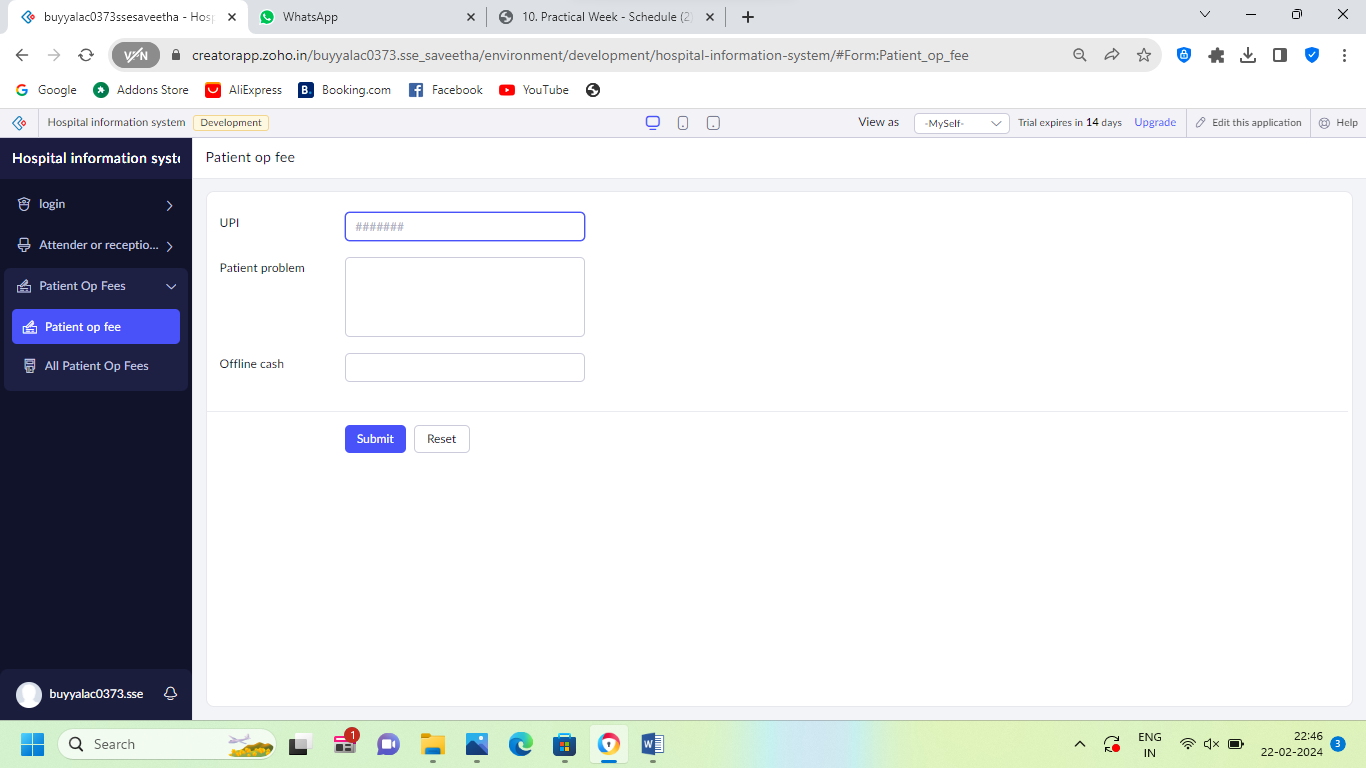 buyyalac0373ssesaveetha - Hosp
WhatsApp
10. Practical Week - Schedule (2)
VPN
creatorapp.zoho.in/buyyalac0373.sse_saveetha/environment/development/hospital-information-system/#Form:Patient_op_fee
Google
Addons Store
AliExpress
B. Booking.com
Facebook
YouTube
Hospital information system
Development
View as
-MySelf-
Trial expires in 14 days
Upgrade
Edit this application
Help
Hospital information syste
Patient op fee
login
Attender or receptio...
Patient Op Fees
Patient op fee
All Patient Op Fees
UPI
#######
Patient problem
Offline cash
Submit
Reset
buyyalac0373.sse
Search
1
ENG
IN
22:46
22-02-2024
3